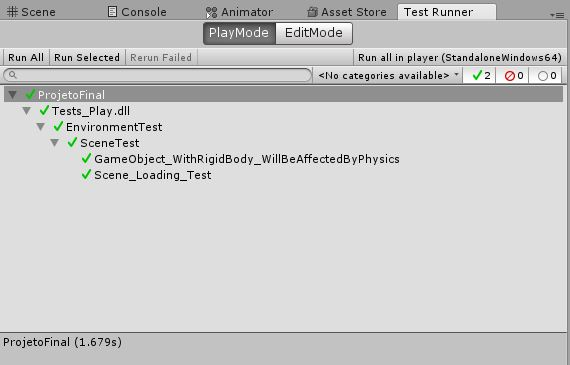 Scene Console Animator Asset Store Test Runner
PlayMode EditMode
Run All Run Selected Rerun Failed Run all in player (StandaloneWindows64)
<No categories available> 2 0 0
ProjetoFinal
Tests_Play.dll
EnvironmentTest
SceneTest
GameObject_WithRigidBody_WillBeAffectedByPhysics
Scene_Loading_Test
ProjetoFinal (1.679s)